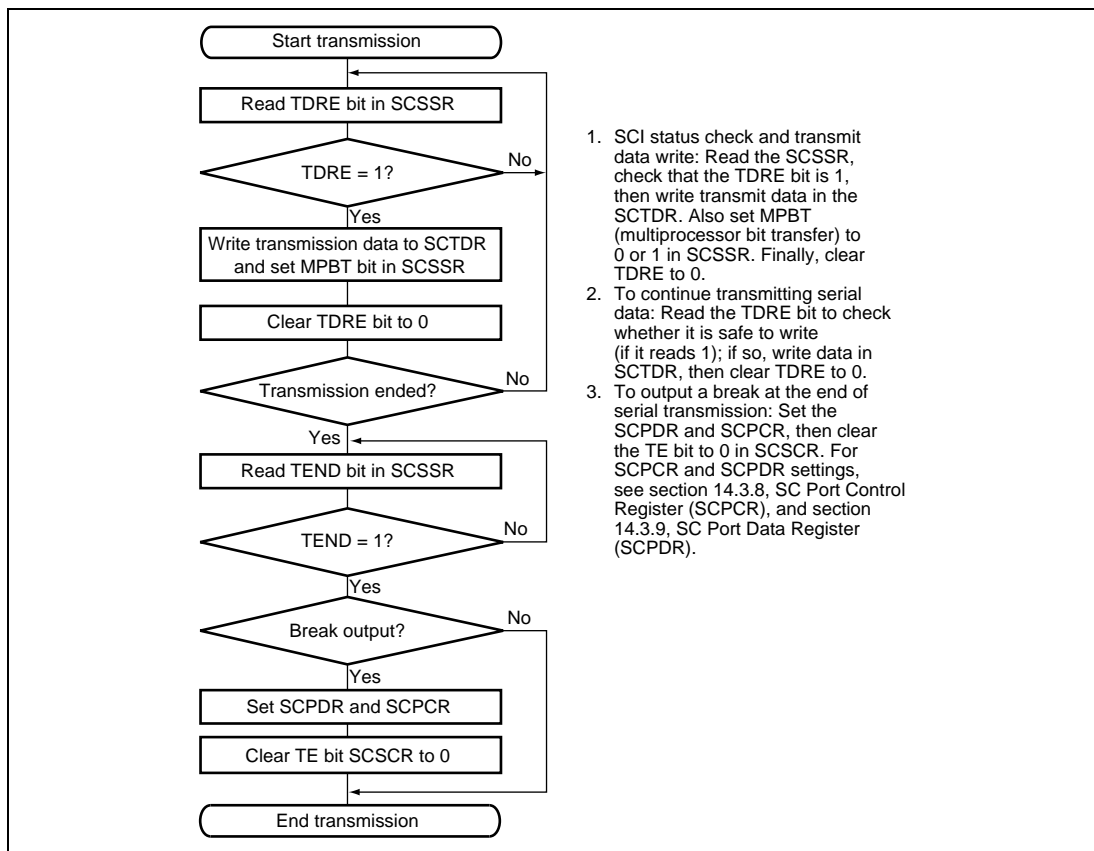 Start transmission
Read TDRE bit in SCSSR
TDRE = 1?
No
Yes
Write transmission data to SCTDR
and set MPBT bit in SCSSR
Clear TDRE bit to 0
Transmission ended?
No
Yes
Read TEND bit in SCSSR
TEND = 1?
No
Yes
Break output?
No
Yes
Set SCPDR and SCPCR
Clear TE bit SCSCR to 0
End transmission
1. SCI status check and transmit
data write: Read the SCSSR,
check that the TDRE bit is 1,
then write transmit data in the
SCTDR. Also set MPBT
(multiprocessor bit transfer) to
0 or 1 in SCSSR. Finally, clear
TDRE to 0.
2. To continue transmitting serial
data: Read the TDRE bit to check
whether it is safe to write
(if it reads 1); if so, write data in
SCTDR, then clear TDRE to 0.
3. To output a break at the end of
serial transmission: Set the
SCPDR and SCPCR, then clear
the TE bit to 0 in SCSCR. For
SCPCR and SCPDR settings,
see section 14.3.8, SC Port Control
Register (SCPCR), and section
14.3.9, SC Port Data Register
(SCPDR).